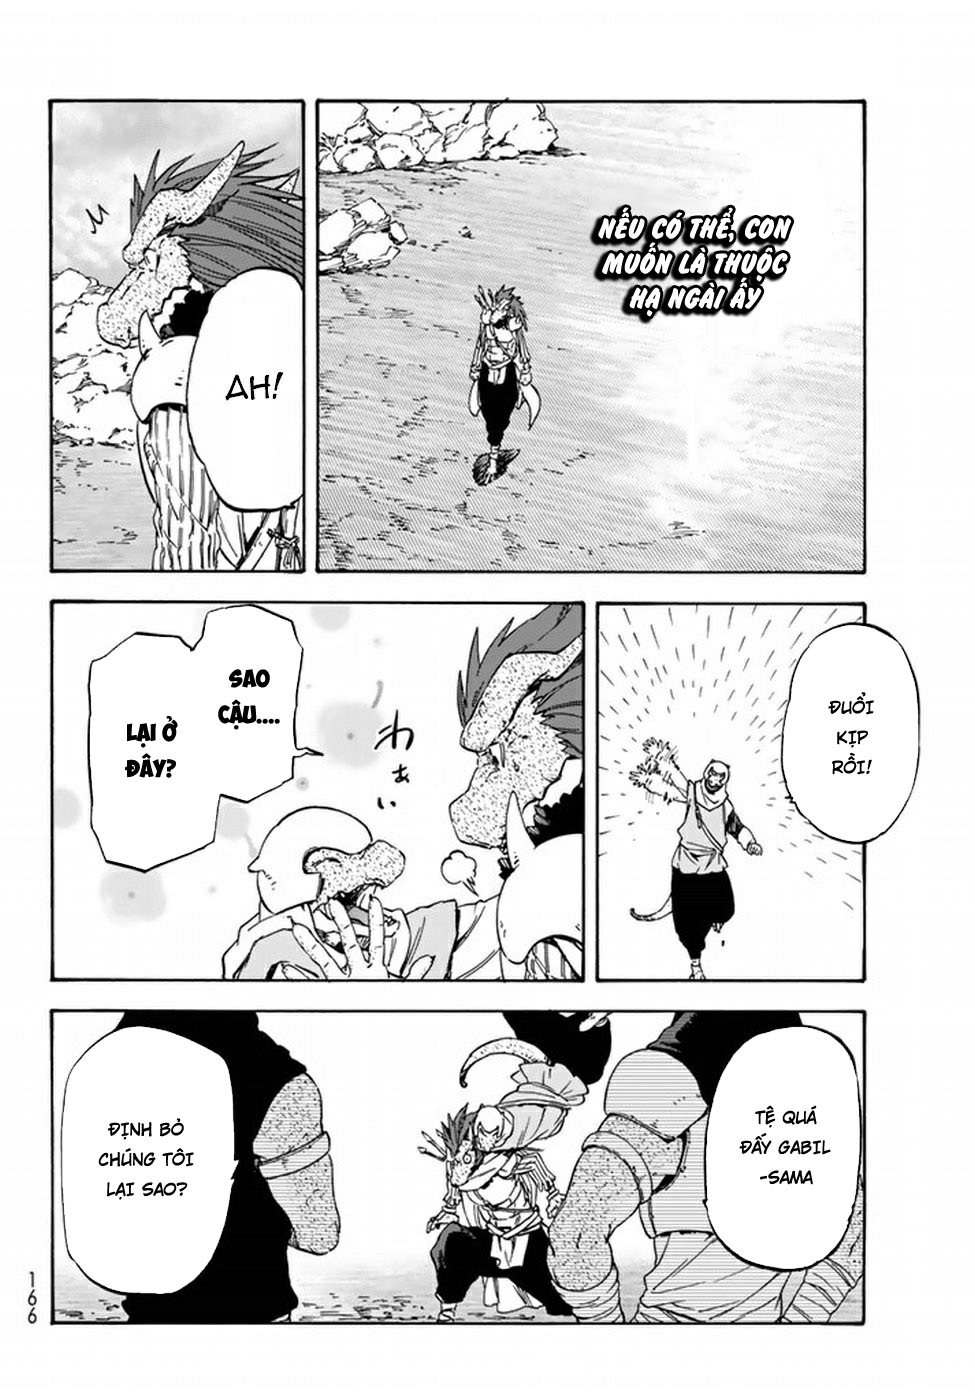 NẾU CÓ THỂ, CON
MUỐN LÀ THUỘC
HẠ NGÀI ẤY
AH!
ĐUỔI
KỊP
RỒI!
SAO
CẬU....
LẠI Ở
ĐÂY?
わぁぃ
TỆ QUÁ
ĐẤY GABIL
-SAMA
ĐỊNH BỎ
CHÚNG TÔI
LẠI SAO?
166